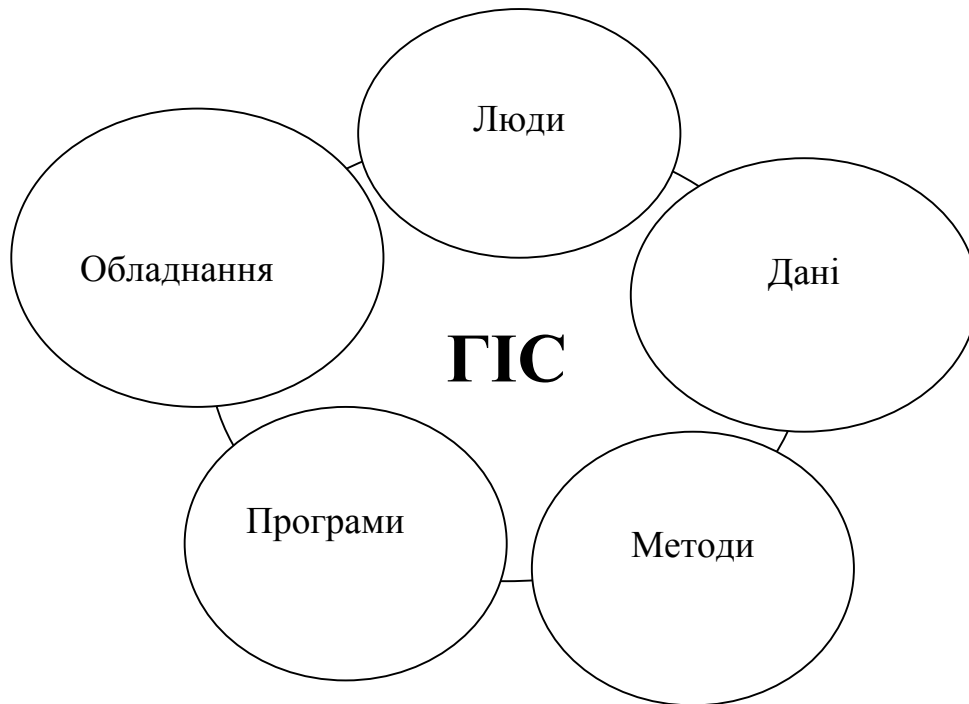 Люди
Обладнання
Дані
ГІС
Програми
Методи